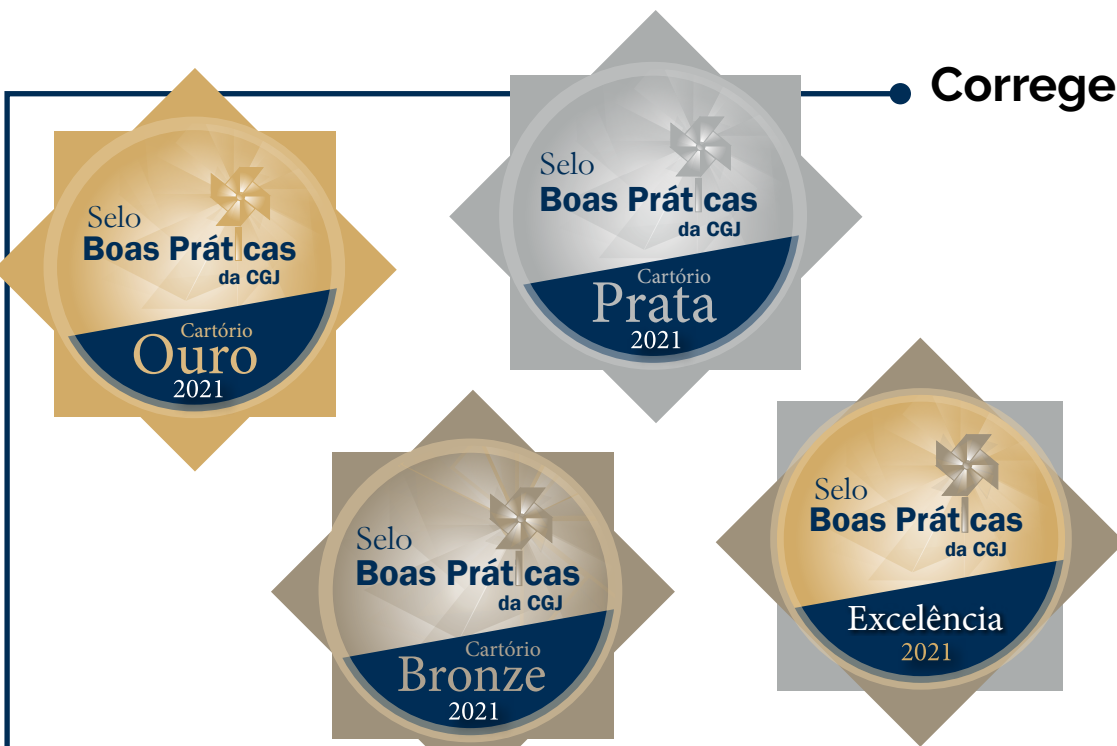 Correge
Selo
Boas Práticas
da CGJ
Cartório
Ouro
2021
Selo
Boas Práticas
da CGJ
Cartório
Prata
2021
Selo
Boas Práticas
da CGJ
Cartório
Bronze
2021
Selo
Boas Práticas
da CGJ
Excelência
2021